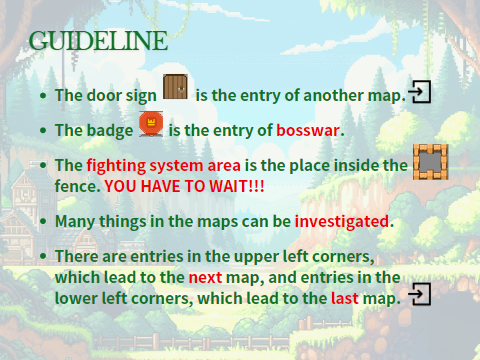 GUIDELINE
• The door sign is the entry of another map.
• The badge is the entry of bosswar.
• The fighting system area is the place inside the
fence. YOU HAVE TO WAIT!!!
• Many things in the maps can be investigated.
• There are entries in the upper left corners,
which lead to the next map, and entries in the
lower left corners, which lead to the last map.